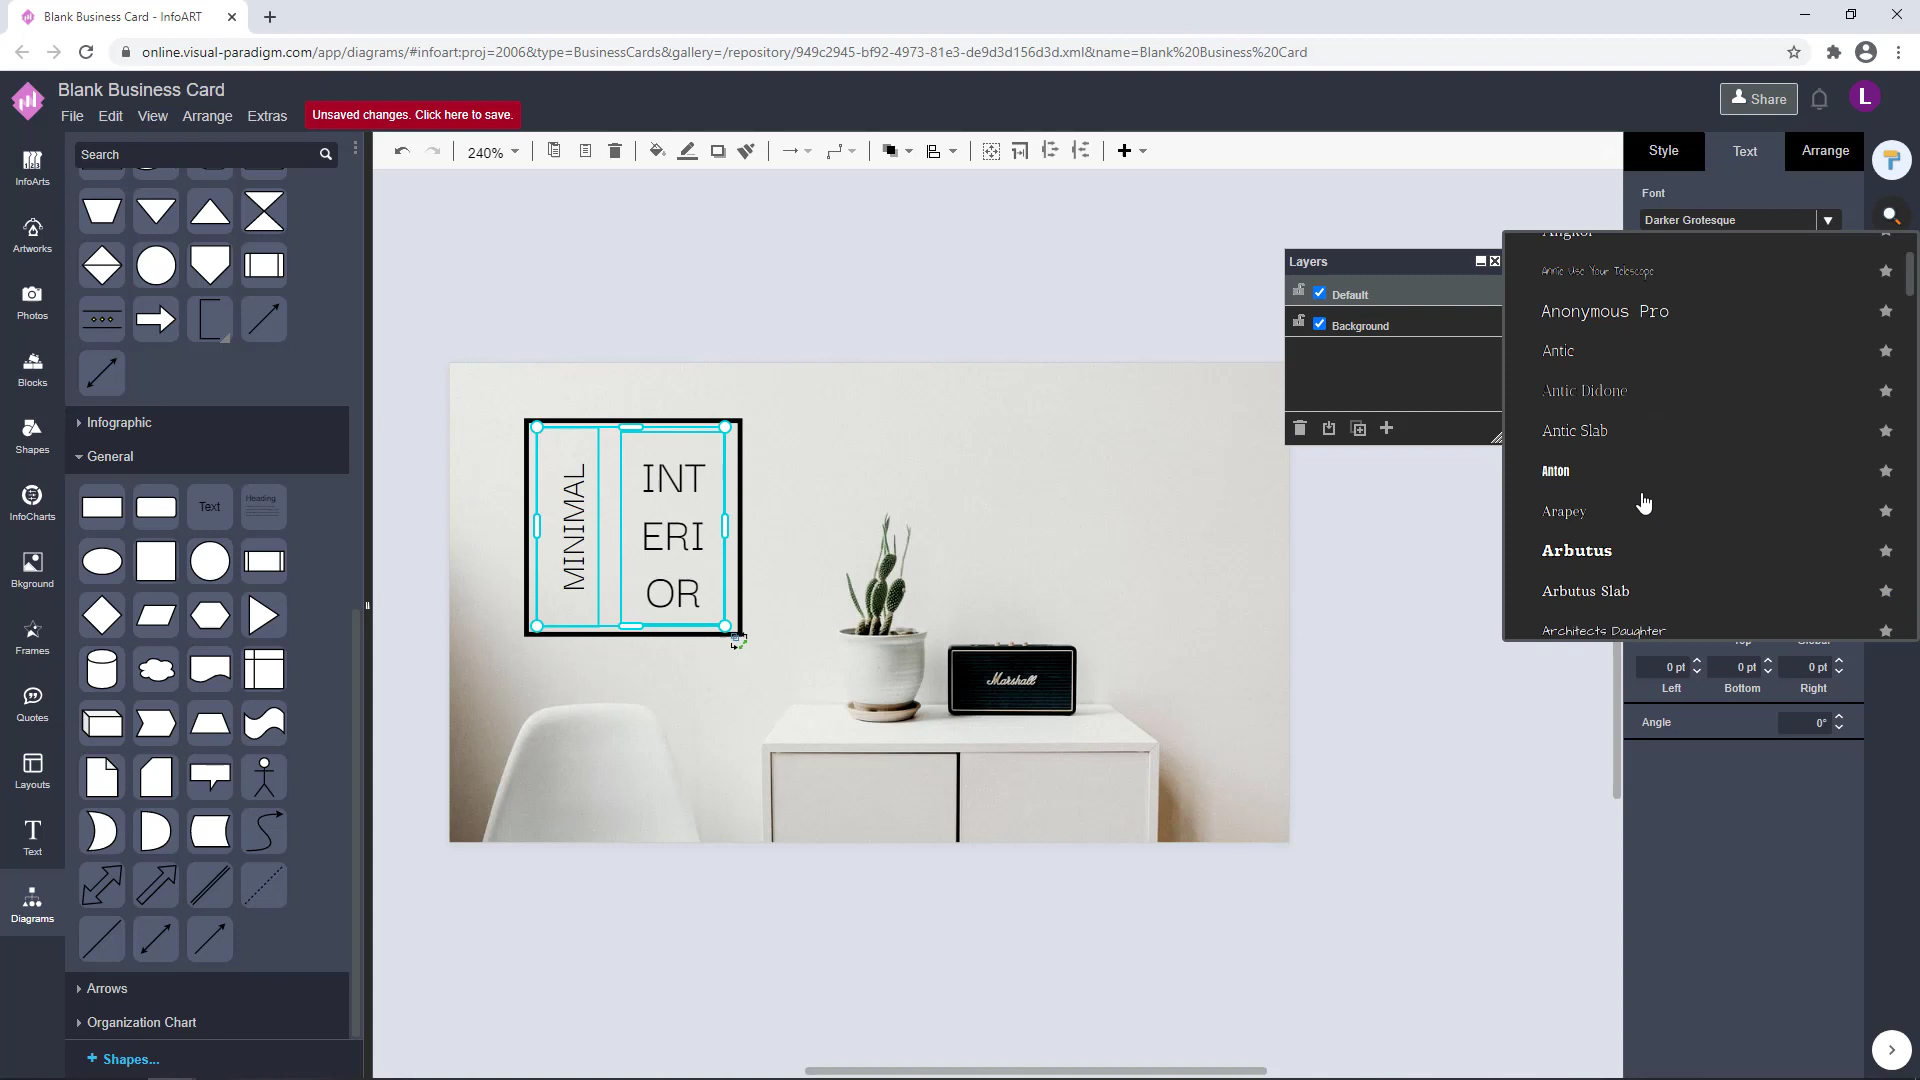 Blank Business Card - InfoART
online.visual-paradigm.com/app/diagrams/#infoart:proj=2006&type=BusinessCards&gallery=/repository/949c2945-bf92-4973-81e3-de9d3d156d3d.xml&name=Blank%20Business%20Card
Blank Business Card
File Edit View Arrange Extras
Unsaved changes. Click here to save.
Share
L
Search
240%
Style Text Arrange
InfoArts
Artworks
Photos
Blocks
Shapes
InfoCharts
Bkground
Frames
Quotes
Layouts
Text
Diagrams
Infographic
General
Text
Heading
Arrows
Organization Chart
+ Shapes...
MINIMAL
INT
ERI
OR
Marshall
Layers
Default
Background
Font
Darker Grotesque
Angkor
Annie Use Your Telescope
Anonymous Pro
Antic
Antic Didone
Antic Slab
Anton
Arapey
Arbutus
Arbutus Slab
Architects Daughter
Top Global
0 pt 0 pt 0 pt
Left Bottom Right
Angle 0°